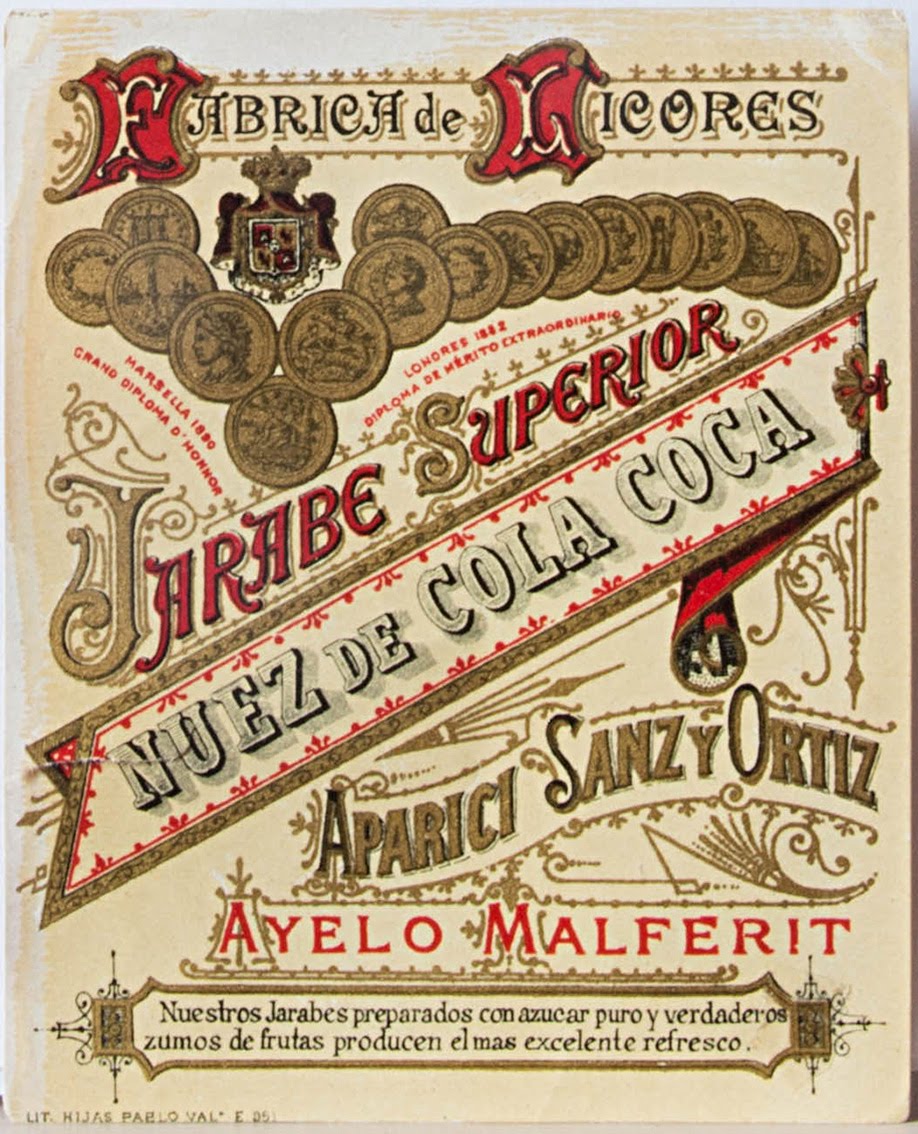 FABRICA de LICORES
MARSELLA 1880
GRAND DIPLOMA D'HONNOR
LONDRES 1882
DIPLOMA DE MÉRITO EXTRAORDINARIO
JARABE SUPERIOR
NUEZ DE COLA COCA
APARICI SANZ Y ORTIZ
AYELO MALFERIT
Nuestros Jarabes preparados con azucar puro y verdaderos
zumos de frutas producen el mas excelente refresco.
LIT. HIJAS PABLO VAL.ª E